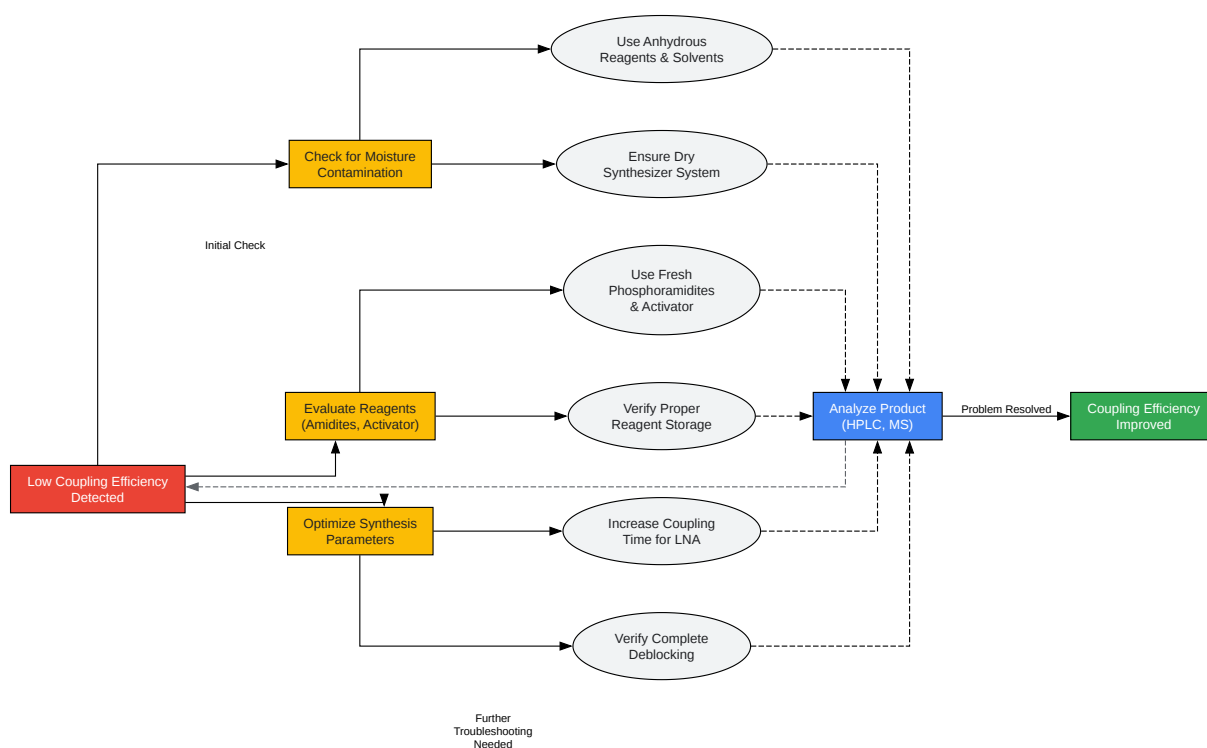 Use Anhydrous
Reagents & Solvents
Check for Moisture
Contamination
Ensure Dry
Synthesizer System
Initial Check
Use Fresh
Phosphoramidites
& Activator
Evaluate Reagents
(Amidites, Activator)
Verify Proper
Reagent Storage
Analyze Product
(HPLC, MS)
Problem Resolved
Coupling Efficiency
Improved
Low Coupling Efficiency
Detected
Optimize Synthesis
Parameters
Increase Coupling
Time for LNA
Verify Complete
Deblocking
Further
Troubleshooting
Needed